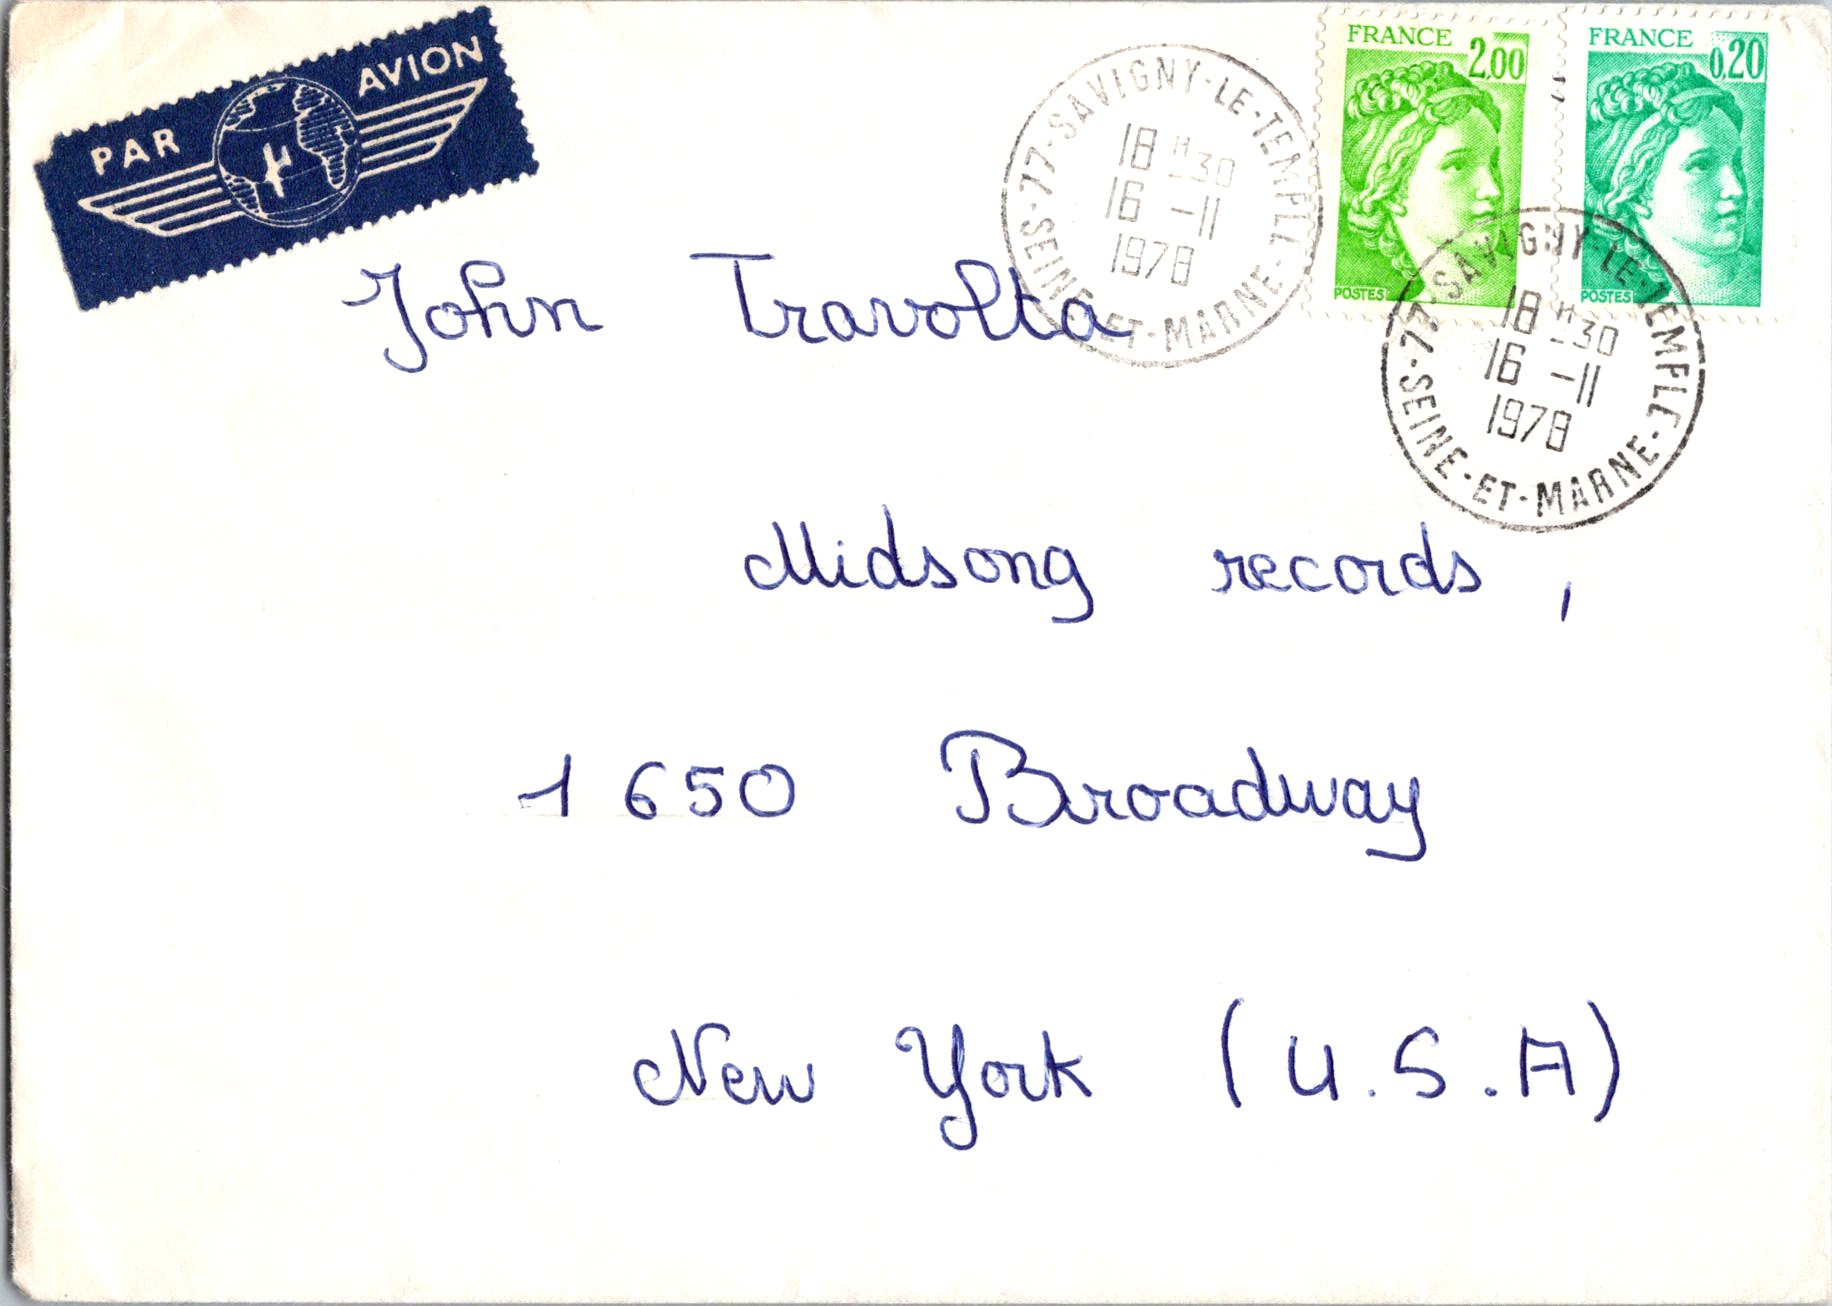 PAR AVION
FRANCE 2,00
POSTES
FRANCE 0,20
POSTES
77-SAVIGNY-LE-TEMPLE
18 H 30
16 -11
1978
SEINE-ET-MARNE
77-SAVIGNY-LE-TEMPLE
18 H 30
16 -11
1978
SEINE-ET-MARNE
John Travolta
Midsong records,
1650 Broadway
New York (U.S.A)